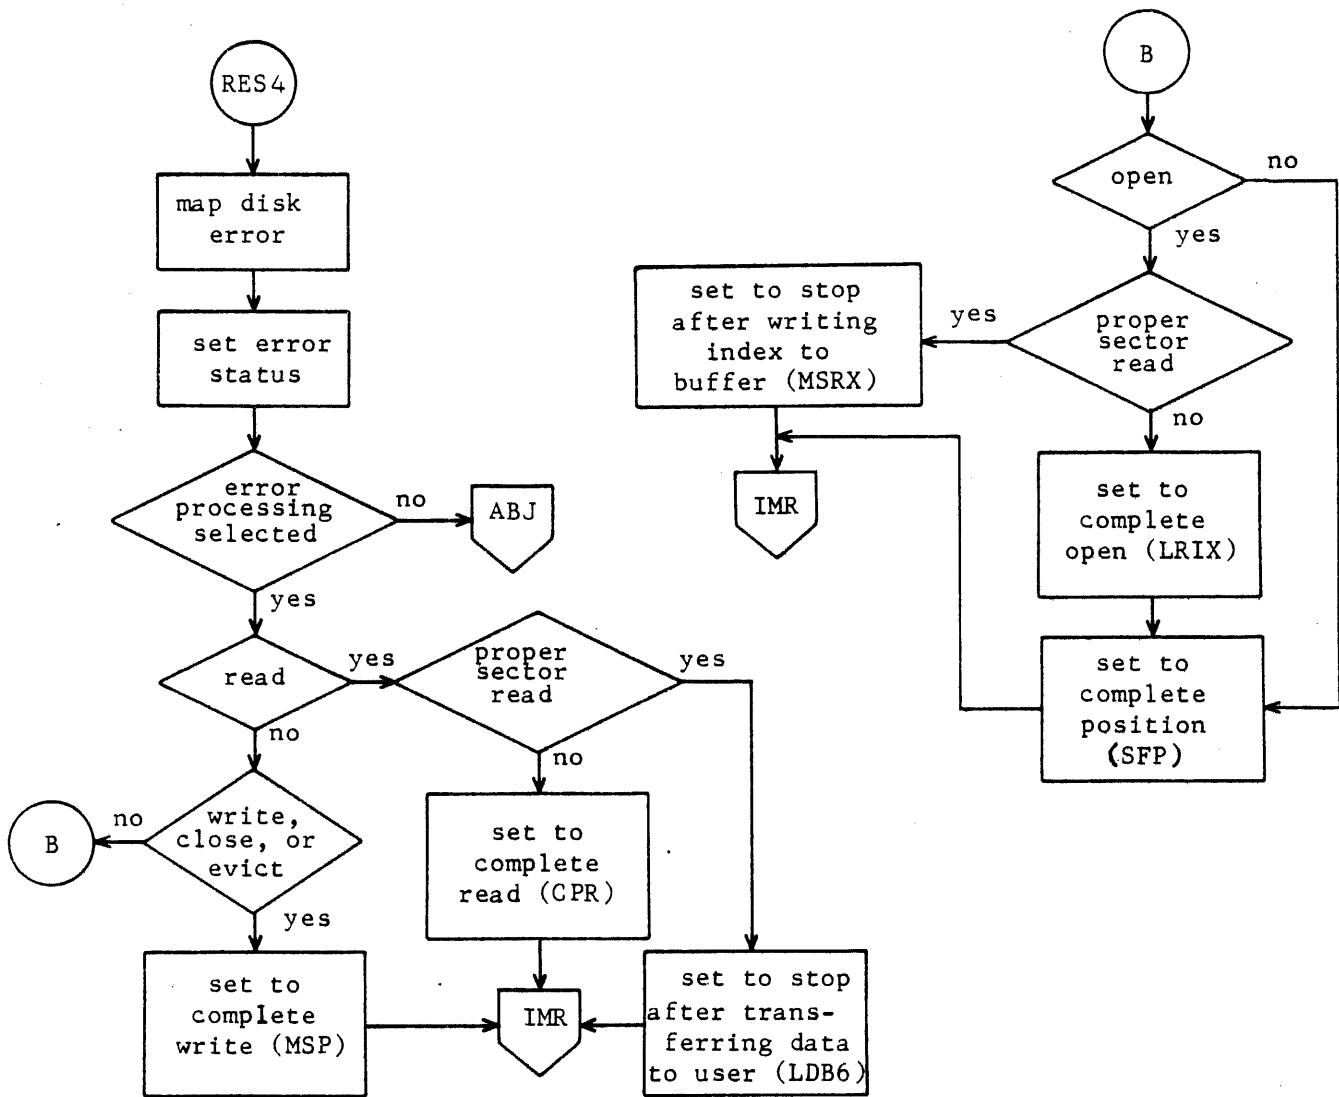 RES4
map disk
error
set error
status
error
processing
selected
no
ABJ
yes
read
yes
proper
sector
read
yes
no
no
write,
close, or
evict
no
B
yes
set to
complete
read (CPR)
set to
complete
write (MSP)
IMR
set to stop
after trans-
ferring data
to user (LDB6)
B
open
no
yes
proper
sector
read
yes
set to stop
after writing
index to
buffer (MSRX)
no
IMR
set to
complete
open (LRIX)
set to
complete
position
(SFP)